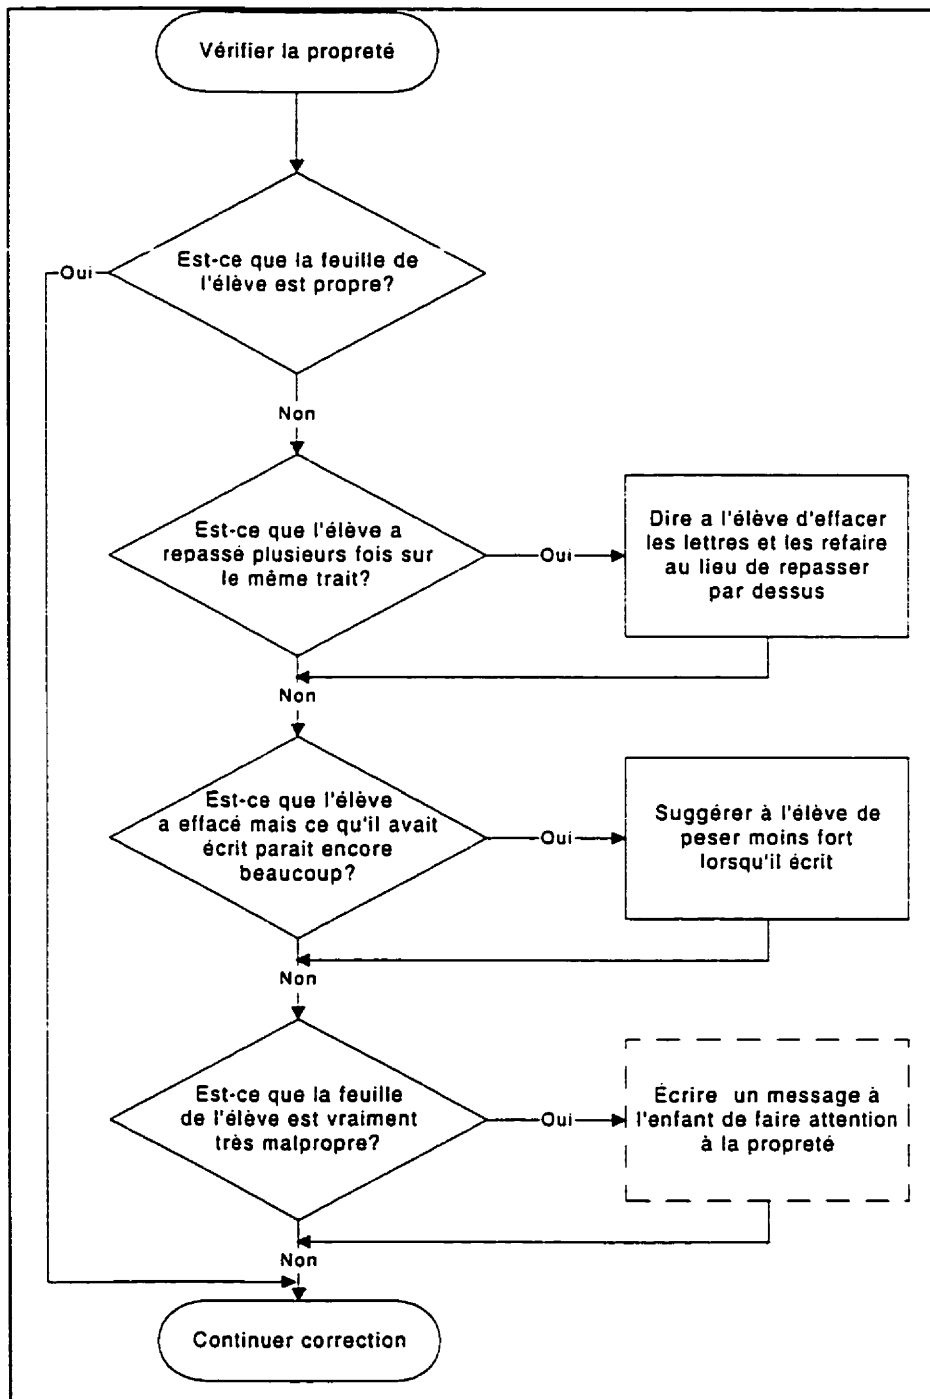 Vérifier la propreté
Est-ce que la feuille de
l'élève est propre?
Oui
Non
Est-ce que l'élève a
repassé plusieurs fois sur
le même trait?
Oui
Dire a l'élève d'effacer
les lettres et les refaire
au lieu de repasser
par dessus
Non
Est-ce que l'élève
a effacé mais ce qu'il avait
écrit parait encore
beaucoup?
Oui
Suggérer à l'élève de
peser moins fort
lorsqu'il écrit
Non
Est-ce que la feuille
de l'élève est vraiment
très malpropre?
Oui
Écrire un message à
l'enfant de faire attention
à la propreté
Non
Continuer correction